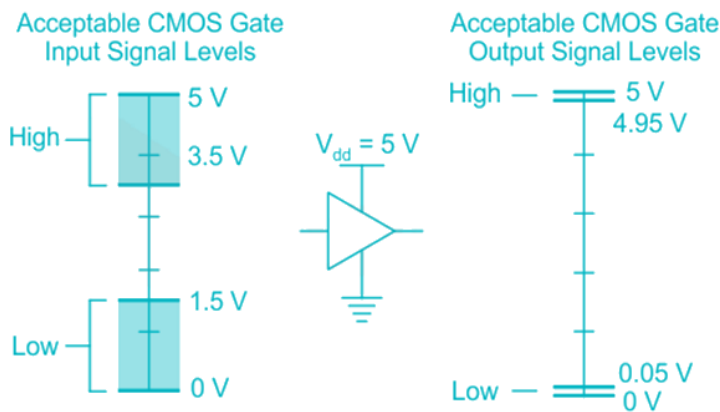 Acceptable CMOS Gate
Input Signal Levels
High
5 V
3.5 V
1.5 V
Low
0 V
V_dd = 5 V
Acceptable CMOS Gate
Output Signal Levels
High
5 V
4.95 V
0.05 V
Low
0 V